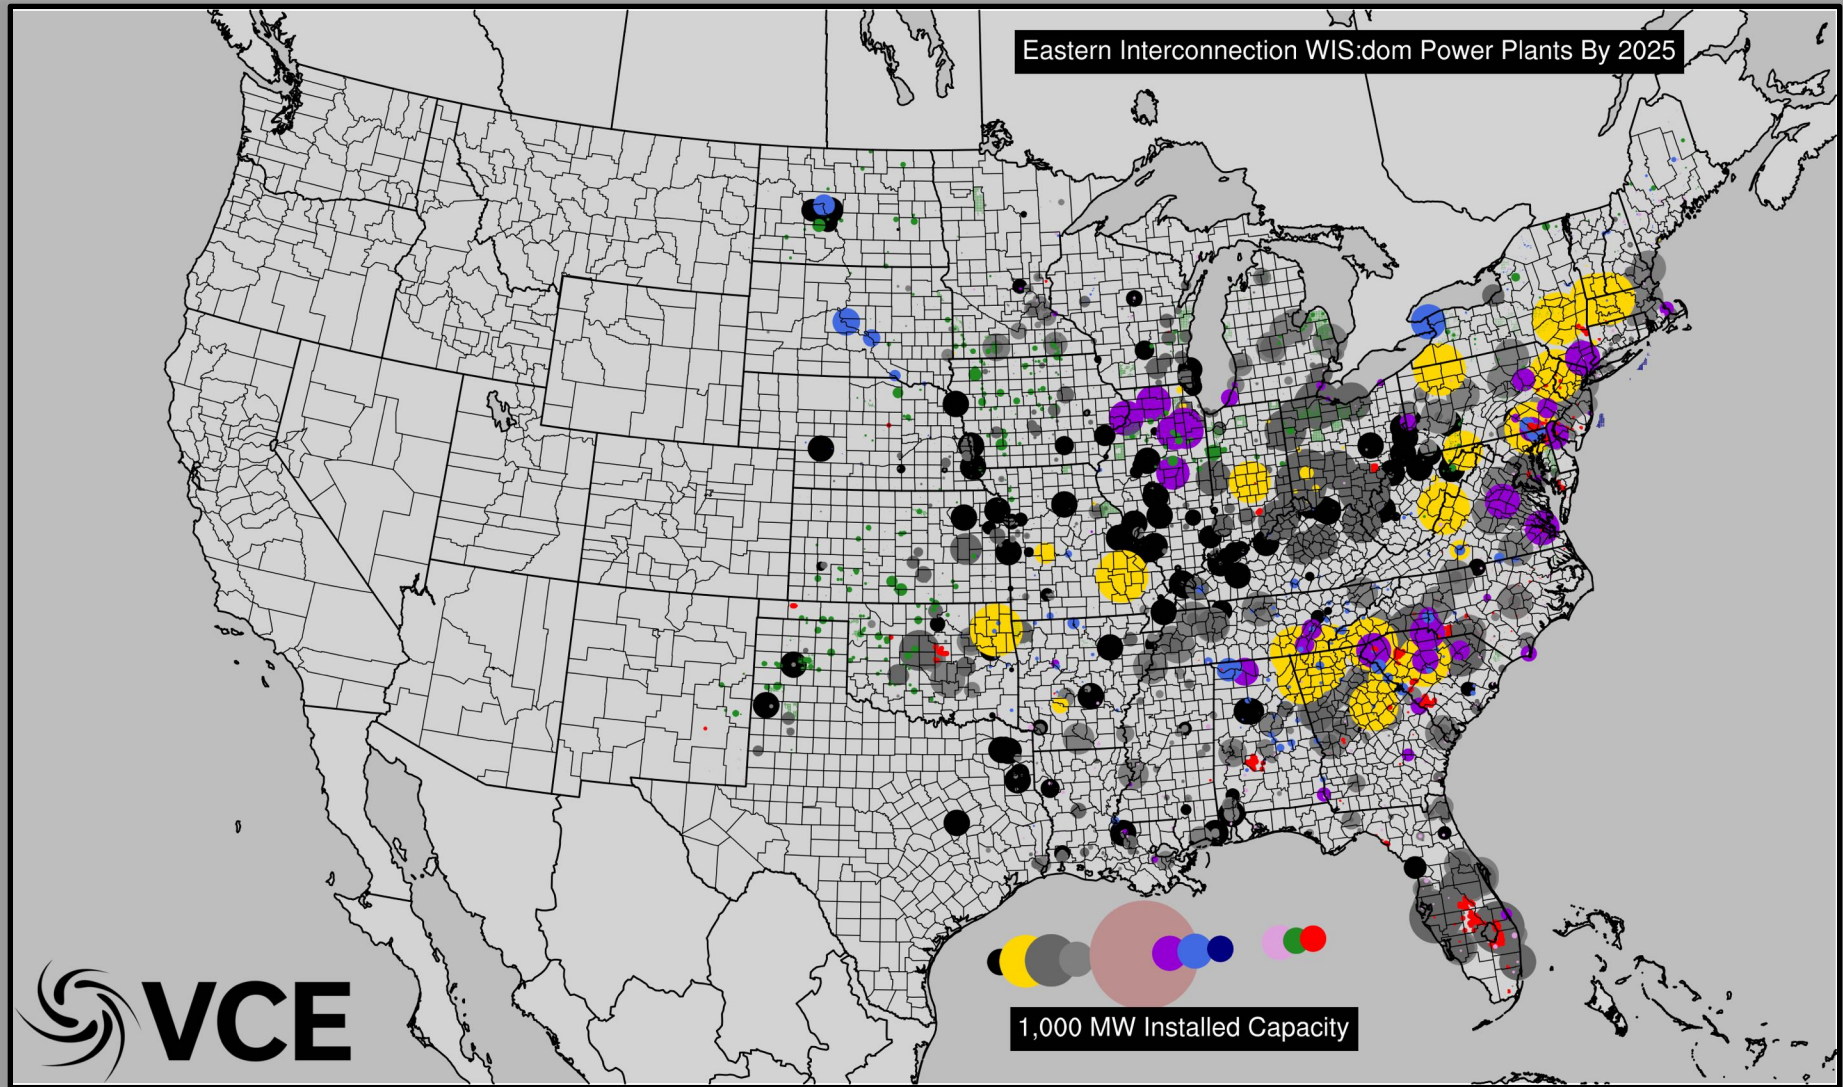 Eastern Interconnection WIS:dom Power Plants By 2025
1,000 MW Installed Capacity
VCE